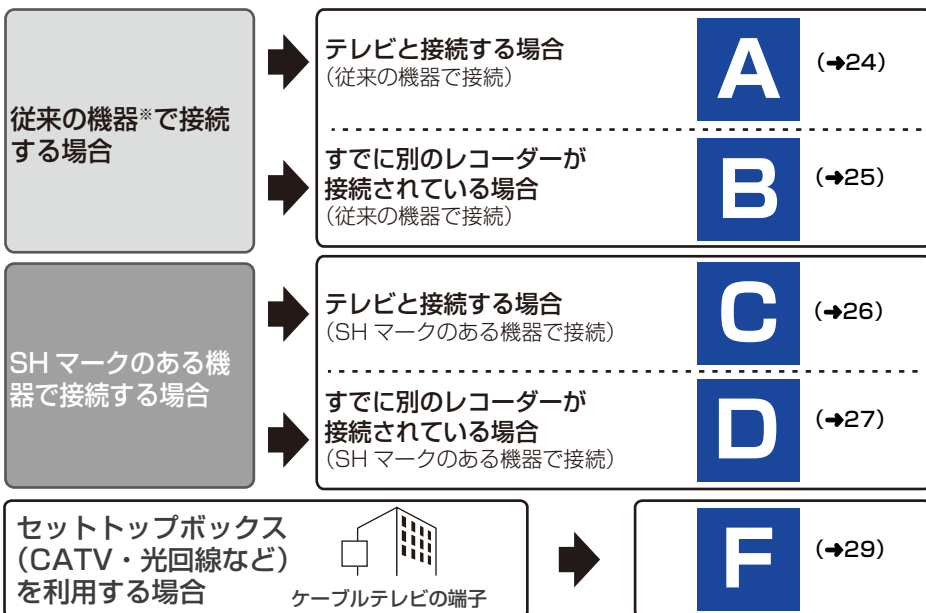 従来の機器※で接続
する場合
テレビと接続する場合
(従来の機器で接続)
A
(➔24)
すでに別のレコーダーが
接続されている場合
(従来の機器で接続)
B
(➔25)
SH マークのある機
器で接続する場合
テレビと接続する場合
(SH マークのある機器で接続)
C
(➔26)
すでに別のレコーダーが
接続されている場合
(SH マークのある機器で接続)
D
(➔27)
セットトップボックス
(CATV・光回線など)
を利用する場合
ケーブルテレビの端子
F
(➔29)